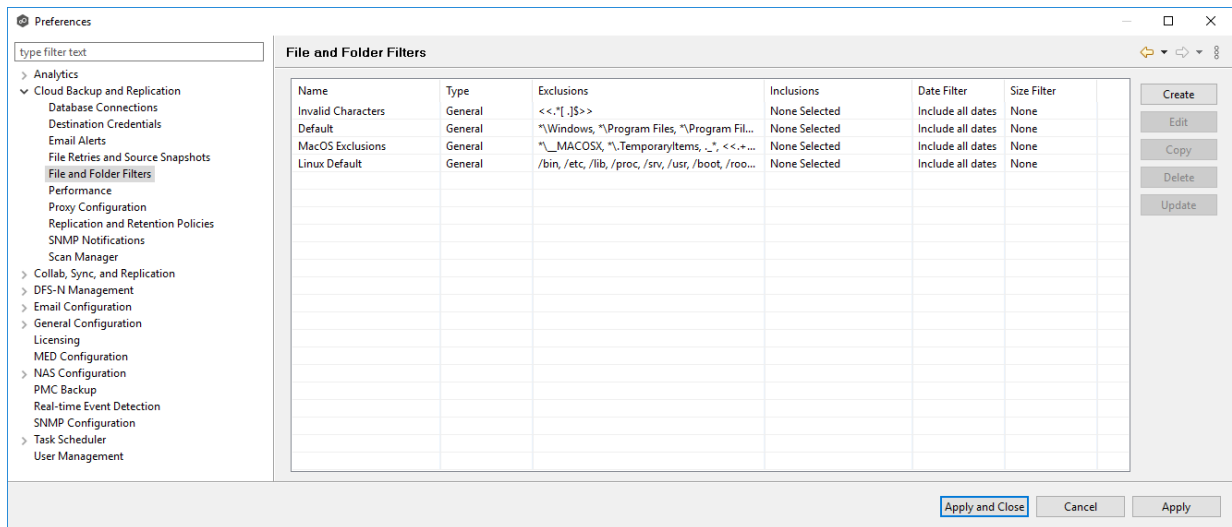 Preferences
type filter text
Analytics
Cloud Backup and Replication
Database Connections
Destination Credentials
Email Alerts
File Retries and Source Snapshots
File and Folder Filters
Performance
Proxy Configuration
Replication and Retention Policies
SNMP Notifications
Scan Manager
Collab, Sync, and Replication
DFS-N Management
Email Configuration
General Configuration
Licensing
MED Configuration
NAS Configuration
PMC Backup
Real-time Event Detection
SNMP Configuration
Task Scheduler
User Management
File and Folder Filters
Name Type Exclusions Inclusions Date Filter Size Filter
Invalid Characters General <<.*[ .]$>> None Selected Include all dates None
Default General *\Windows, *\Program Files, *\Program Fil... None Selected Include all dates None
MacOS Exclusions General *\__MACOSX, *\.TemporaryItems, ._*, <<.+... None Selected Include all dates None
Linux Default General /bin, /etc, /lib, /proc, /srv, /usr, /boot, /roo... None Selected Include all dates None
Create
Edit
Copy
Delete
Update
Apply and Close Cancel Apply